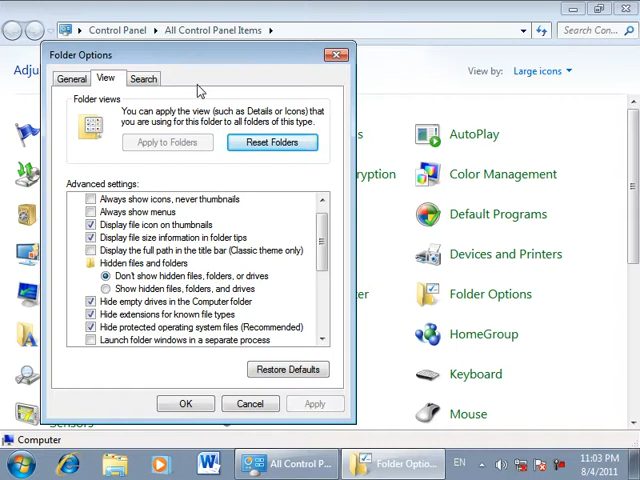 Control Panel
All Control Panel Items
Search Con...
Adju
View by:
Large icons
Folder Options
General
View
Search
Folder views
You can apply the view (such as Details or Icons) that
you are using for this folder to all folders of this type.
Apply to Folders
Reset Folders
Advanced settings:
Always show icons, never thumbnails
Always show menus
Display file icon on thumbnails
Display file size information in folder tips
Display the full path in the title bar (Classic theme only)
Hidden files and folders
Don't show hidden files, folders, or drives
Show hidden files, folders, and drives
Hide empty drives in the Computer folder
Hide extensions for known file types
Hide protected operating system files (Recommended)
Launch folder windows in a separate process
Restore Defaults
OK
Cancel
Apply
s
AutoPlay
cryption
Color Management
Default Programs
Devices and Printers
t
Folder Options
HomeGroup
Keyboard
Mouse
Computer
All Control P...
Folder Optio...
EN
11:03 PM
8/4/2011